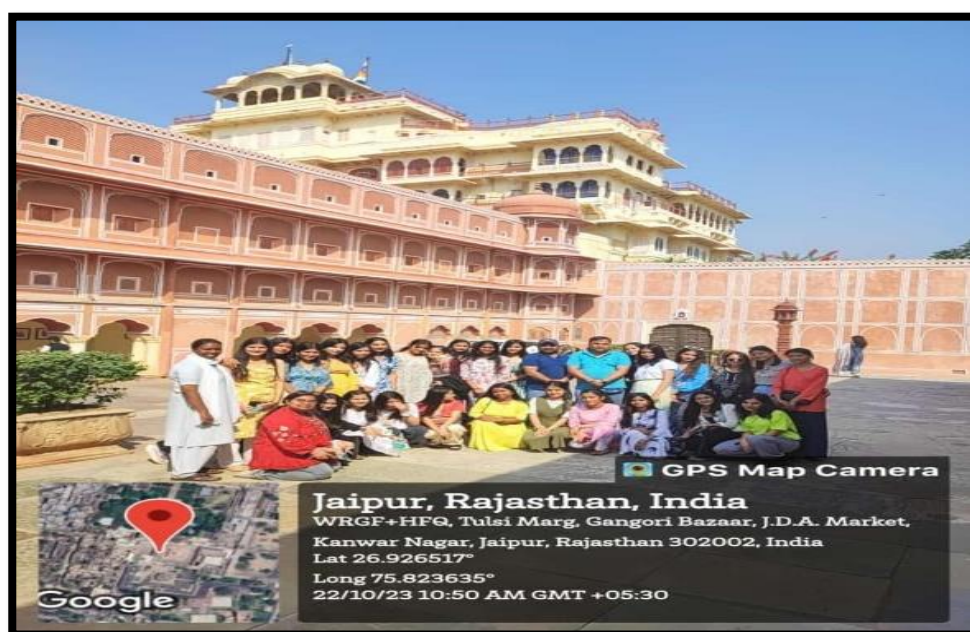 GPS Map Camera
Jaipur, Rajasthan, India
WRGF+HFQ, Tulsi Marg, Gangori Bazaar, J.D.A. Market,
Kanwar Nagar, Jaipur, Rajasthan 302002, India
Lat 26.926517°
Long 75.823635°
22/10/23 10:50 AM GMT +05:30
Google